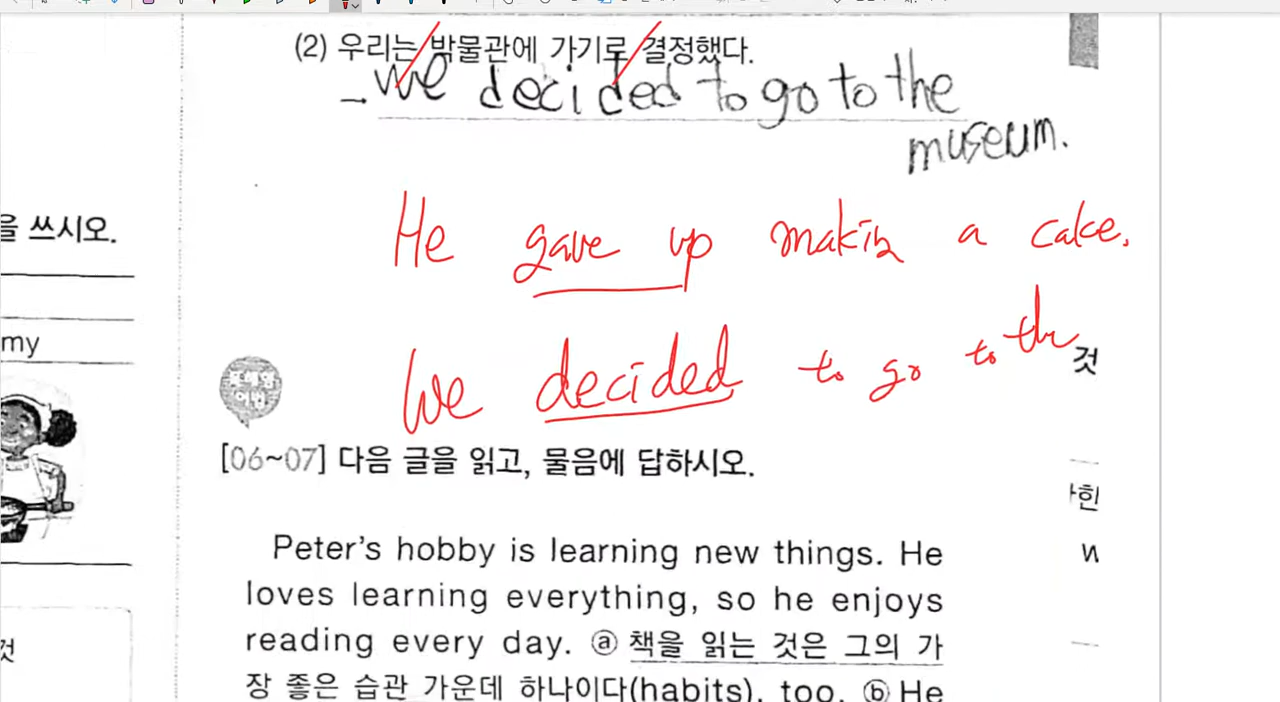 (2) 우리는 박물관에 가기로 결정했다.
We decided to go to the
museum.
을 쓰시오.
He gave up making a cake.
my
We decided to go to the
것
[06~07] 다음 글을 읽고, 물음에 답하시오.
Peter's hobby is learning new things. He
loves learning everything, so he enjoys
reading every day. ⓐ 책을 읽는 것은 그의 가
장 좋은 습관 가운데 하나이다(habits), too. ⓑ He